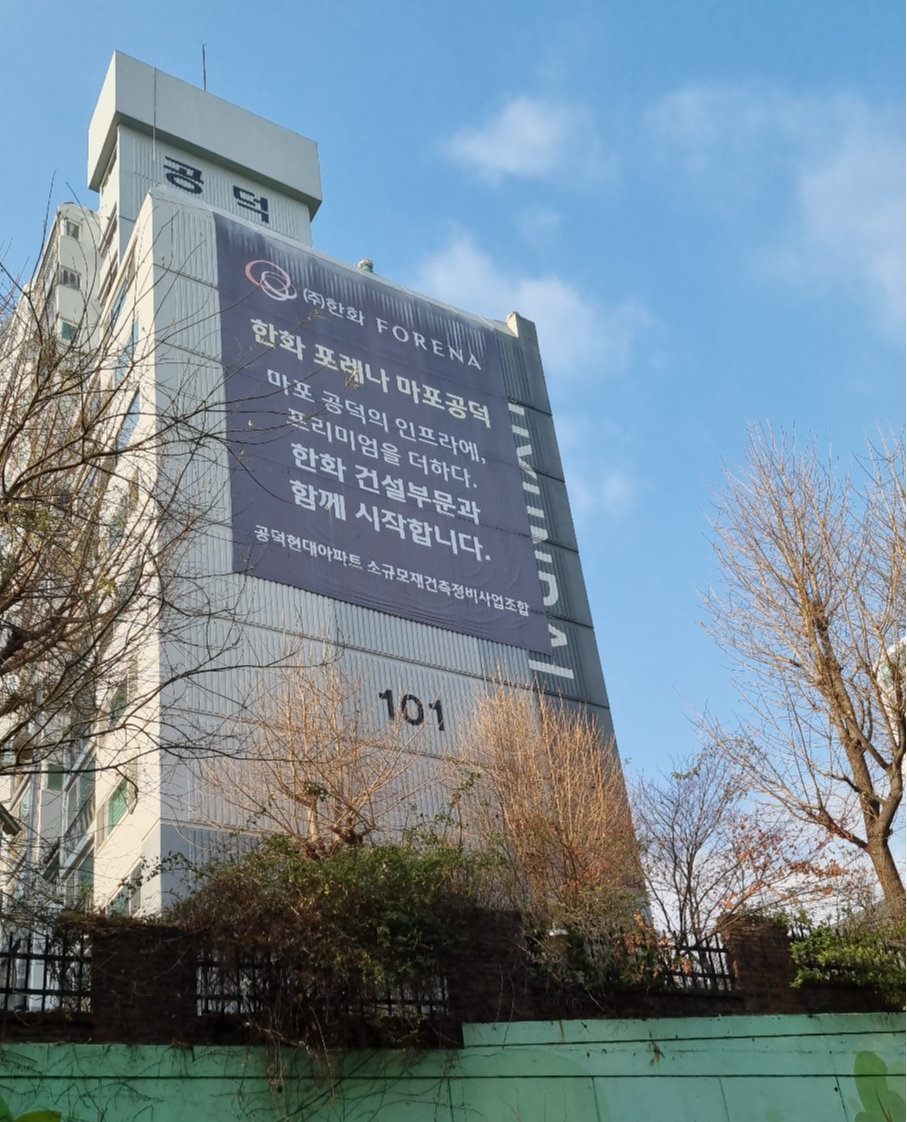 공덕
(주)한화 FORENA
한화 포레나 마포공덕
마포 공덕의 인프라에,
프리미엄을 더하다.
한화 건설부문과
함께 시작합니다.
공덕현대아파트 소규모재건축정비사업조합
101